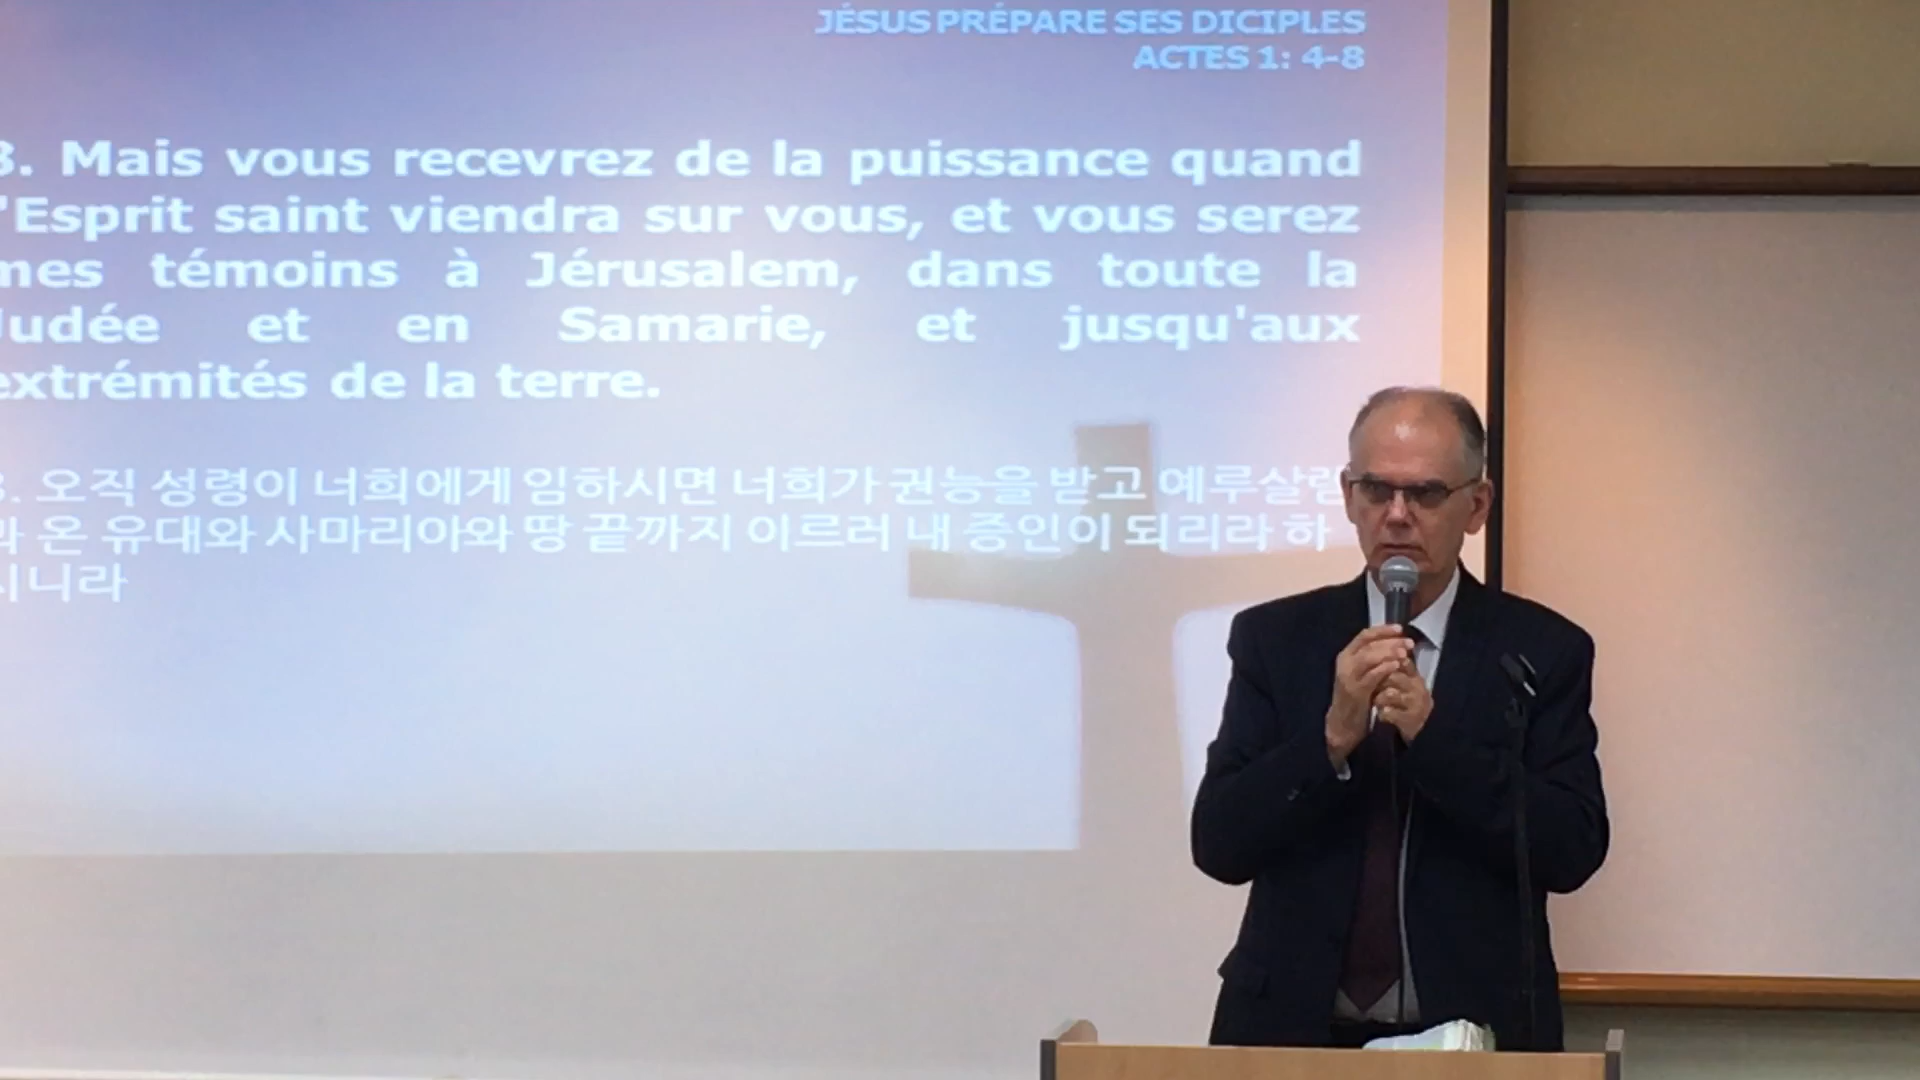 JÉSUS PRÉPARE SES DICIPLES
ACTES 1: 4-8
8. Mais vous recevrez de la puissance quand
'Esprit saint viendra sur vous, et vous serez
mes témoins à Jérusalem, dans toute la
Judée et en Samarie, et jusqu'aux
extrémités de la terre.
8. 오직 성령이 너희에게 임하시면 너희가 권능을 받고 예루살렘
과 온 유대와 사마리아와 땅 끝까지 이르러 내 증인이 되리라 하
시니라